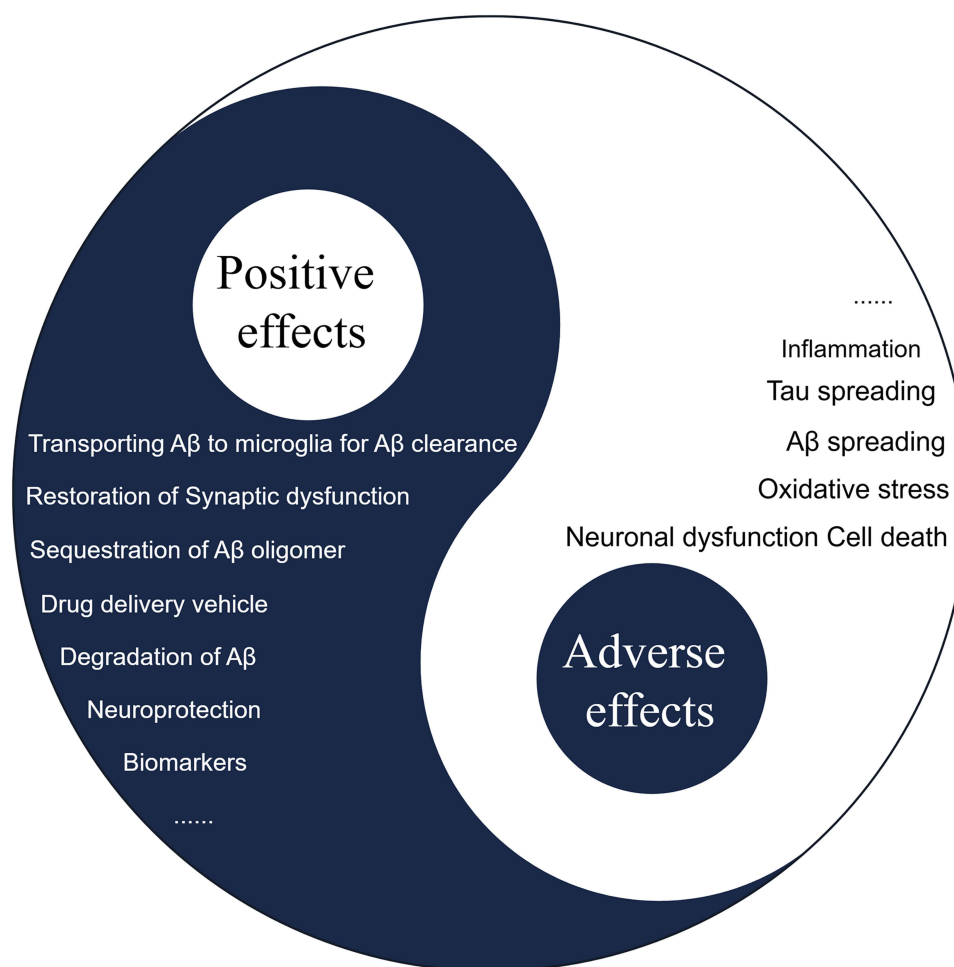 Positive
effects
Transporting Aβ to microglia for Aβ clearance
Restoration of Synaptic dysfunction
Sequestration of Aβ oligomer
Drug delivery vehicle
Degradation of Aβ
Neuroprotection
Biomarkers
......
......
Inflammation
Tau spreading
Aβ spreading
Oxidative stress
Neuronal dysfunction Cell death
Adverse
effects